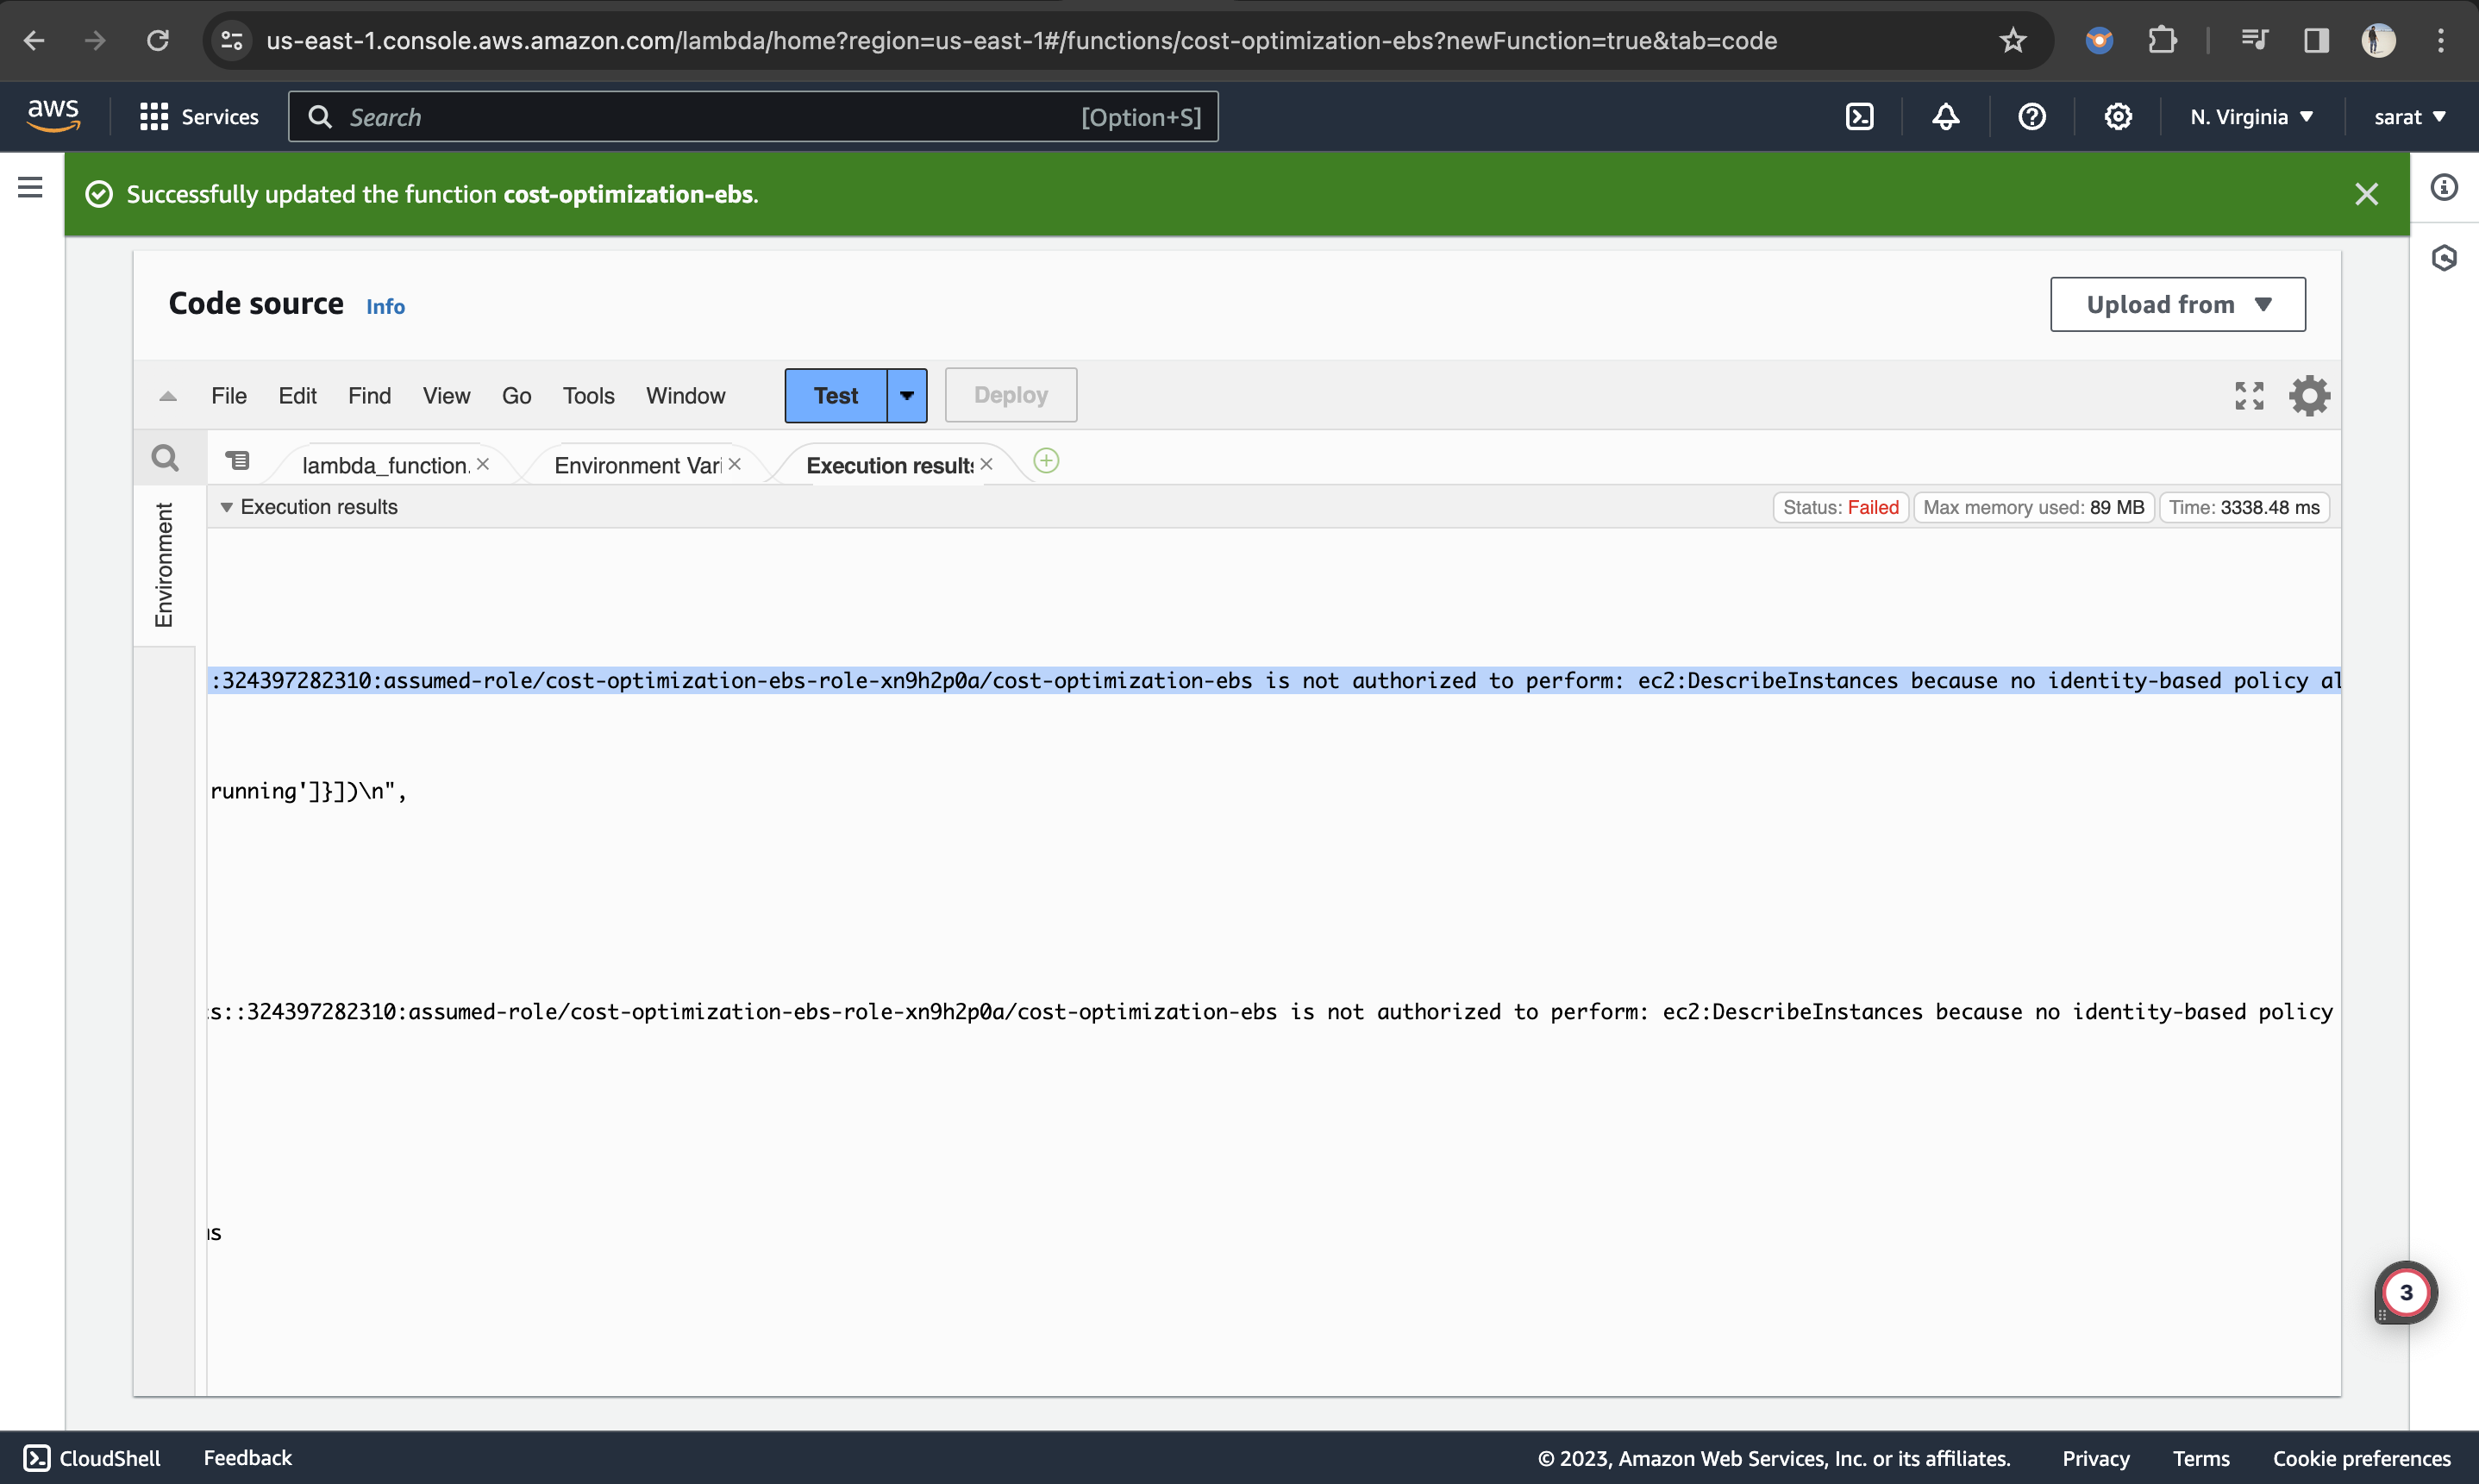 us-east-1.console.aws.amazon.com/lambda/home?region=us-east-1#/functions/cost-optimization-ebs?newFunction=true&tab=code
aws Services Search [Option+S] N. Virginia ▼ sarat ▼
Successfully updated the function cost-optimization-ebs.
Code source Info Upload from ▼
File Edit Find View Go Tools Window Test Deploy
lambda_function. Environment Vari Execution results
Environment
Execution results Status: Failed Max memory used: 89 MB Time: 3338.48 ms
:324397282310:assumed-role/cost-optimization-ebs-role-xn9h2p0a/cost-optimization-ebs is not authorized to perform: ec2:DescribeInstances because no identity-based policy al
running']}])\n",
s::324397282310:assumed-role/cost-optimization-ebs-role-xn9h2p0a/cost-optimization-ebs is not authorized to perform: ec2:DescribeInstances because no identity-based policy
s
3
CloudShell Feedback © 2023, Amazon Web Services, Inc. or its affiliates. Privacy Terms Cookie preferences